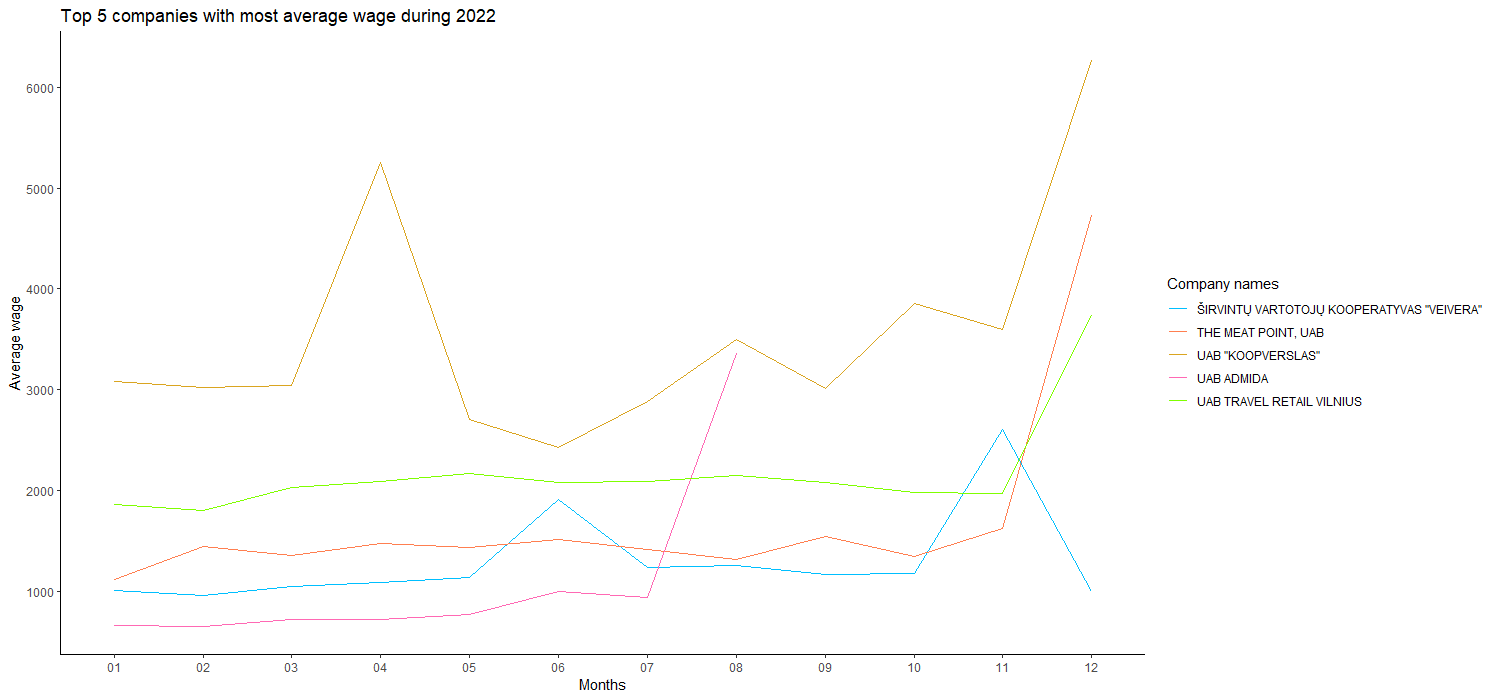 Top 5 companies with most average wage during 2022
6000
5000
4000
3000
2000
1000
Average wage
01 02 03 04 05 06 07 08 09 10 11 12
Months
Company names
ŠIRVINTŲ VARTOTOJŲ KOOPERATYVAS "VEIVERA"
THE MEAT POINT, UAB
UAB "KOOPVERSLAS"
UAB ADMIDA
UAB TRAVEL RETAIL VILNIUS